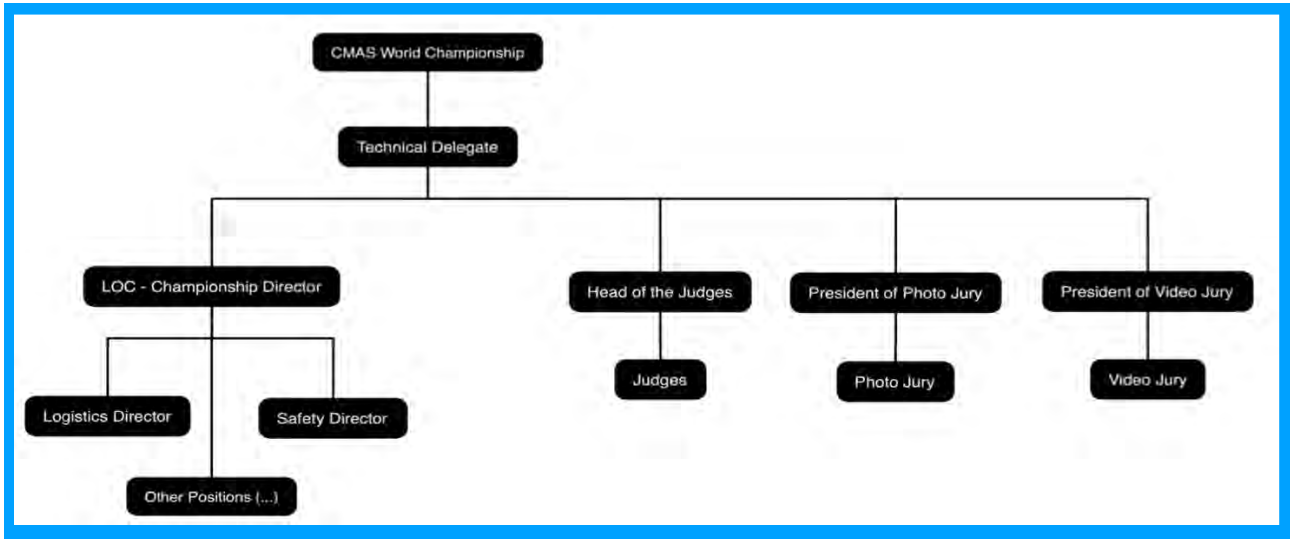 CMAS World Championship
Technical Delegate
LOC - Championship Director
Head of the Judges
President of Photo Jury
President of Video Jury
Logistics Director
Safety Director
Judges
Photo Jury
Video Jury
Other Positions (...)